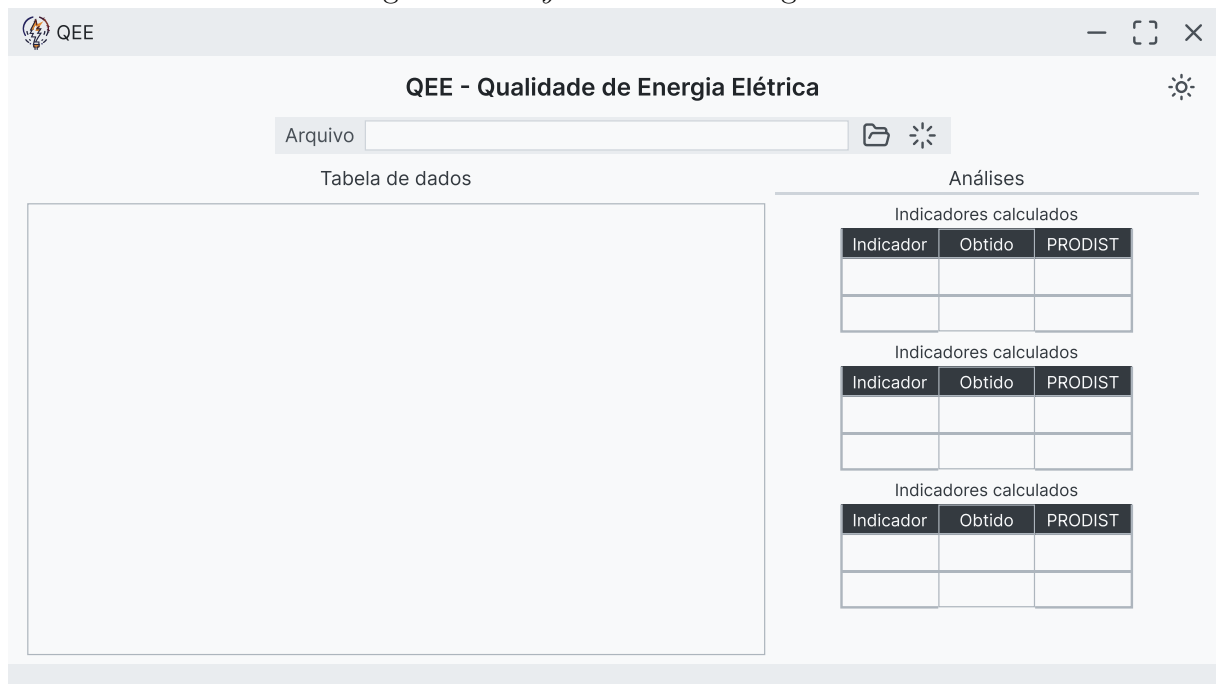 QEE
QEE - Qualidade de Energia Elétrica
Arquivo
Tabela de dados
Análises
Indicadores calculados
Indicador Obtido PRODIST
Indicadores calculados
Indicador Obtido PRODIST
Indicadores calculados
Indicador Obtido PRODIST